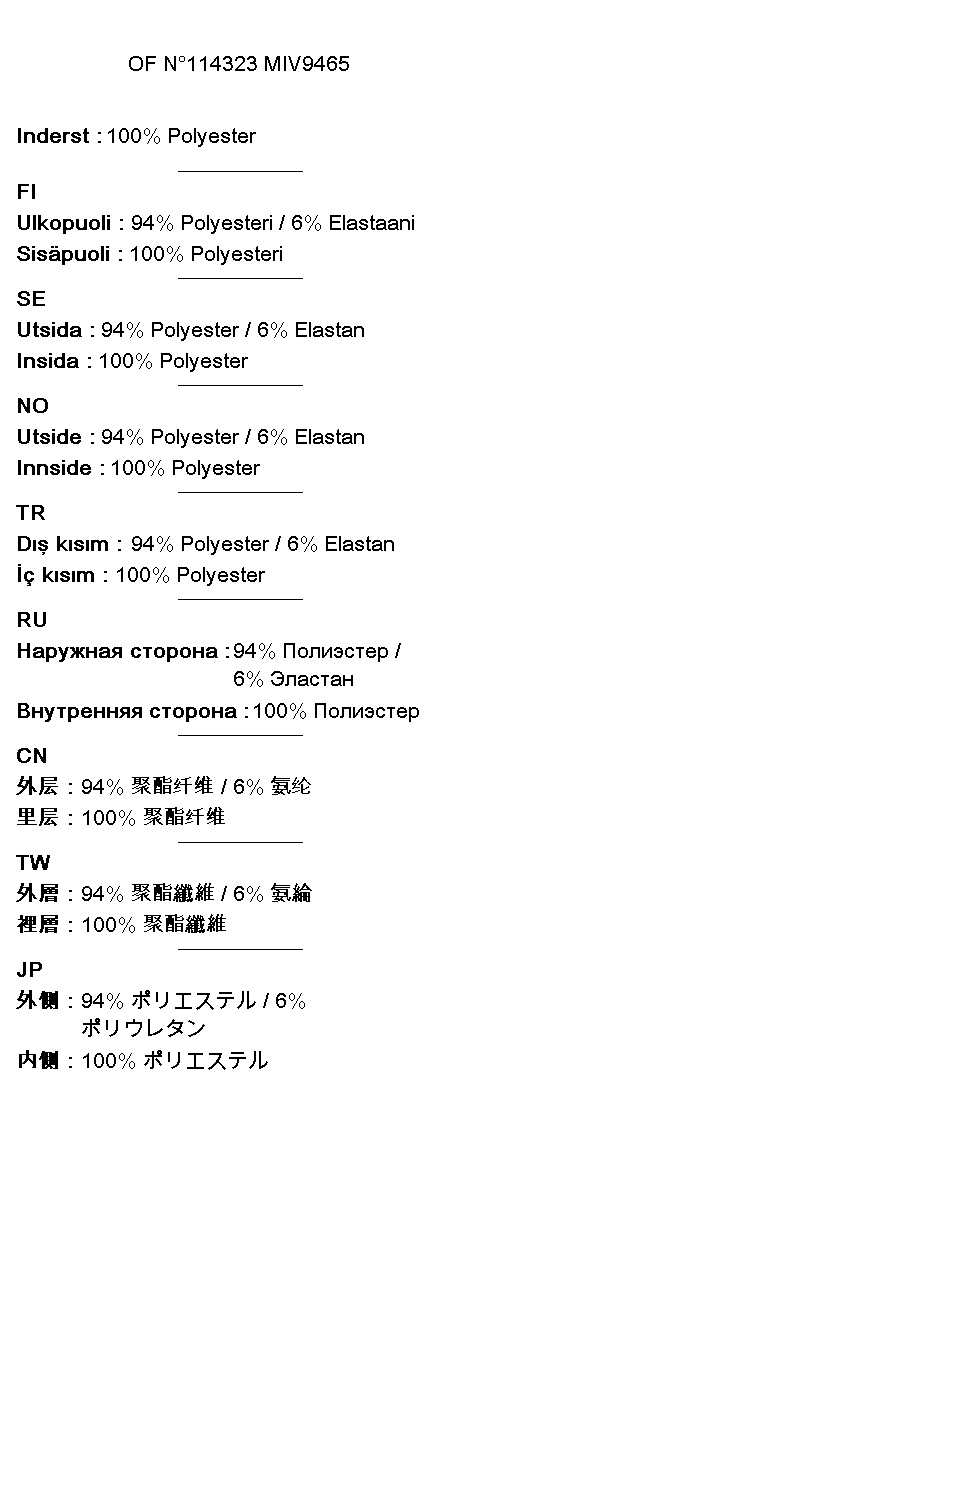 OF N°114323 MIV9465
Inderst : 100% Polyester
FI
Ulkopuoli : 94% Polyesteri / 6% Elastaani
Sisäpuoli : 100% Polyesteri
SE
Utsida : 94% Polyester / 6% Elastan
Insida : 100% Polyester
NO
Utside : 94% Polyester / 6% Elastan
Innside : 100% Polyester
TR
Dış kısım : 94% Polyester / 6% Elastan
İç kısım : 100% Polyester
RU
Наружная сторона : 94% Полиэстер /
6% Эластан
Внутренняя сторона : 100% Полиэстер
CN
外层 : 94% 聚酯纤维 / 6% 氨纶
里层 : 100% 聚酯纤维
TW
外層 : 94% 聚酯纖維 / 6% 氨綸
裡層 : 100% 聚酯纖維
JP
外側 : 94% ポリエステル / 6%
ポリウレタン
内側 : 100% ポリエステル